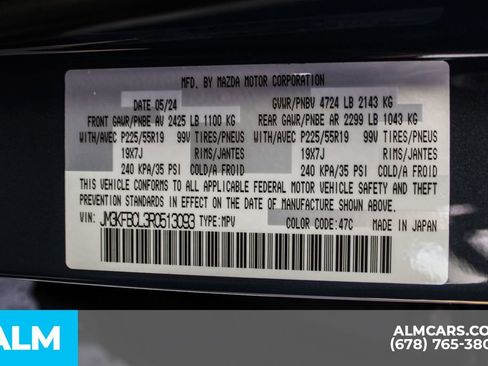 MFD. BY MAZDA MOTOR CORPORATION
DATE 05/24 GVWR/PNBV 4724 LB 2143 KG
FRONT GAWR/PNBE AV 2425 LB 1100 KG REAR GAWR/PNBE AR 2299 LB 1043 KG
WITH/AVEC P225/55R19 99V TIRES/PNEUS WITH/AVEC P225/55R19 99V TIRES/PNEUS
19X7J RIMS/JANTES 19X7J RIMS/JANTES
240 KPA/35 PSI COLD/A FROID 240 KPA/35 PSI COLD/A FROID
THIS VEHICLE CONFORMS TO ALL APPLICABLE FEDERAL MOTOR VEHICLE SAFETY AND THEFT
PREVENTION STANDARDS IN EFFECT ON THE DATE OF MANUFACTURE SHOWN ABOVE.
VIN: JM3KFBCL3R0513093 TYPE: MPV COLOR CODE: 47C MADE IN JAPAN
ALM
ALMCARS.CO
(678) 765-380